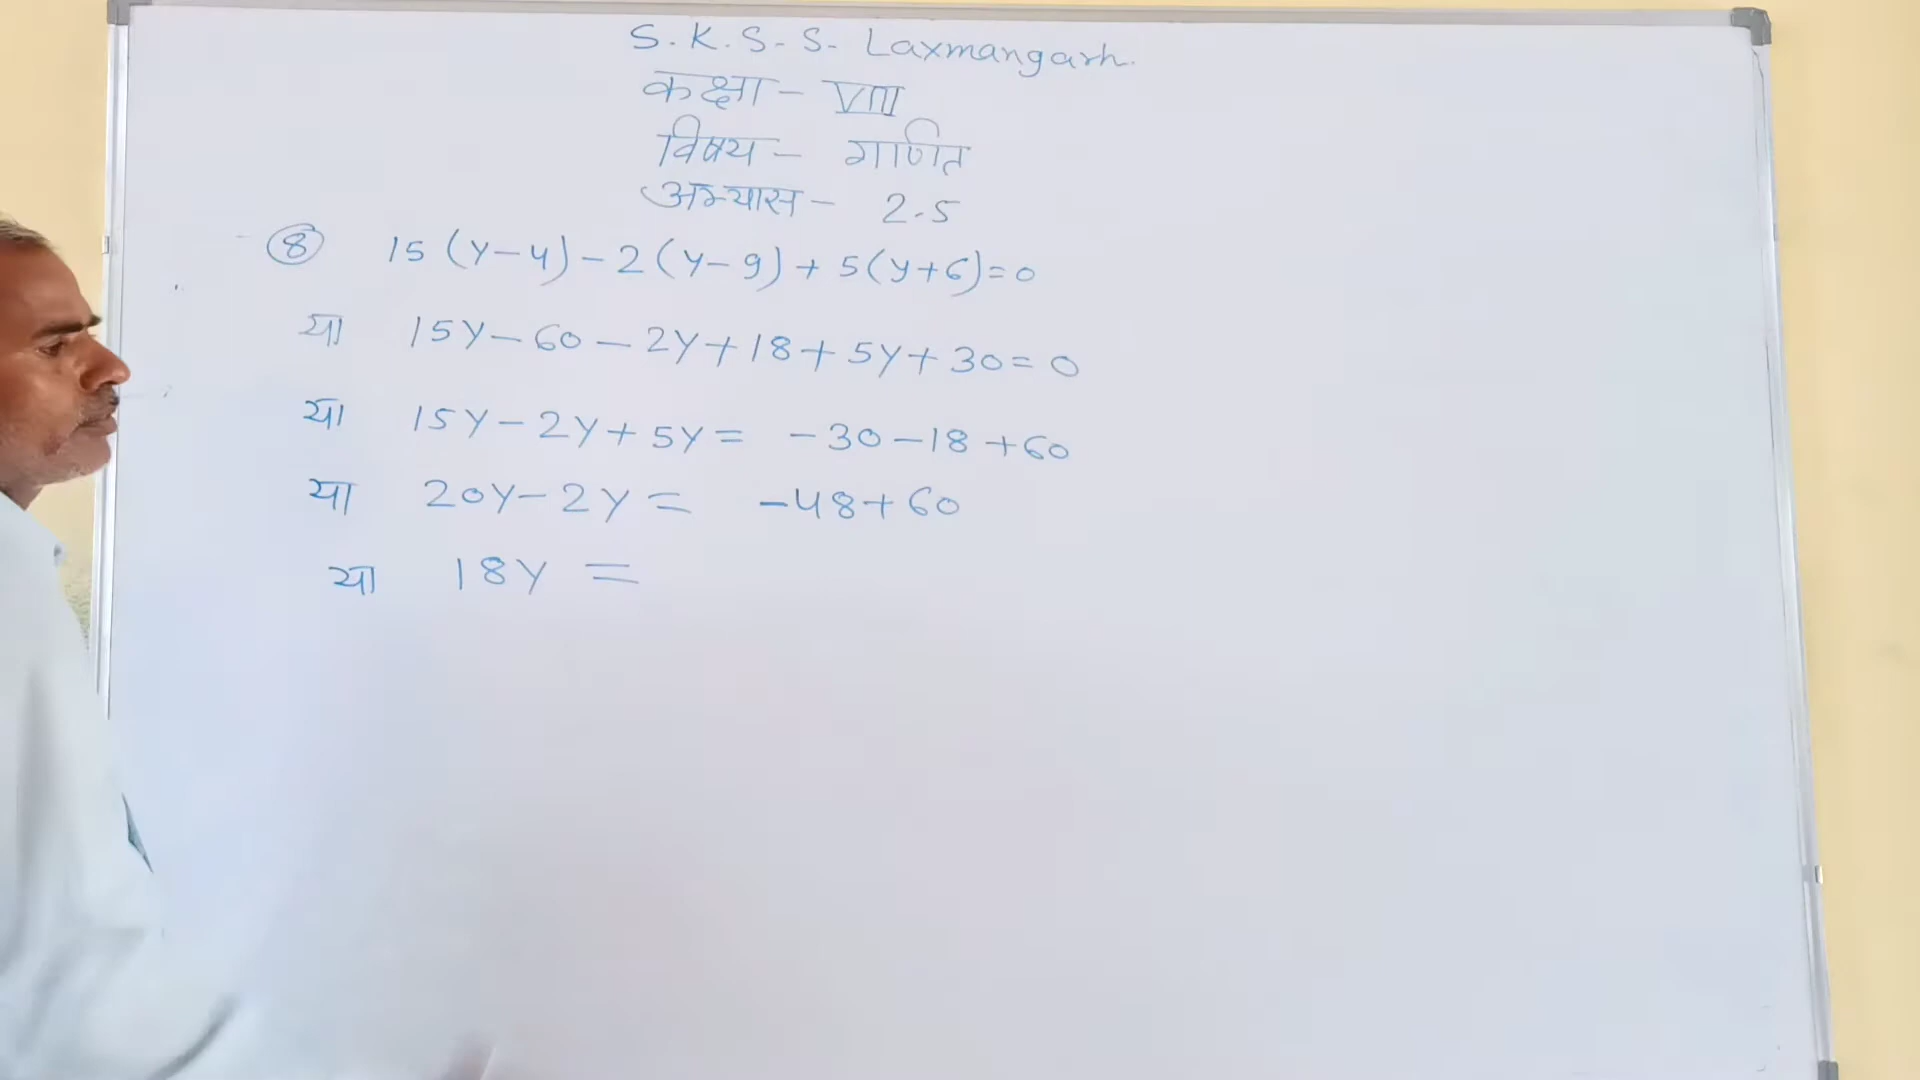 S.K.S.S. Laxmangarh.
कक्षा - VIII
विषय - गणित
अभ्यास - 2.5
8 15 (y-4) - 2 (y-9) + 5(y+6)=0
या 15y - 60 - 2y + 18 + 5y + 30 = 0
या 15y - 2y + 5y = -30 - 18 + 60
या 20y - 2y = -48 + 60
या 18y =